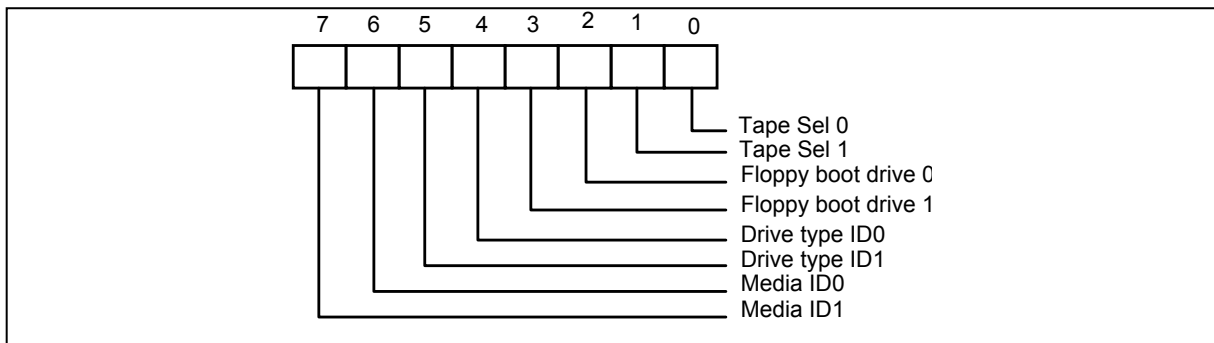 7 6 5 4 3 2 1 0
Tape Sel 0
Tape Sel 1
Floppy boot drive 0
Floppy boot drive 1
Drive type ID0
Drive type ID1
Media ID0
Media ID1